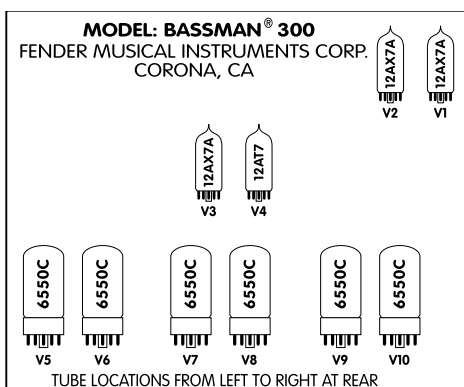 MODEL: BASSMAN® 300
FENDER MUSICAL INSTRUMENTS CORP.
CORONA, CA
12AX7A 12AX7A
V2 V1
12AX7A 12AT7
V3 V4
6550C 6550C 6550C 6550C 6550C 6550C
V5 V6 V7 V8 V9 V10
TUBE LOCATIONS FROM LEFT TO RIGHT AT REAR